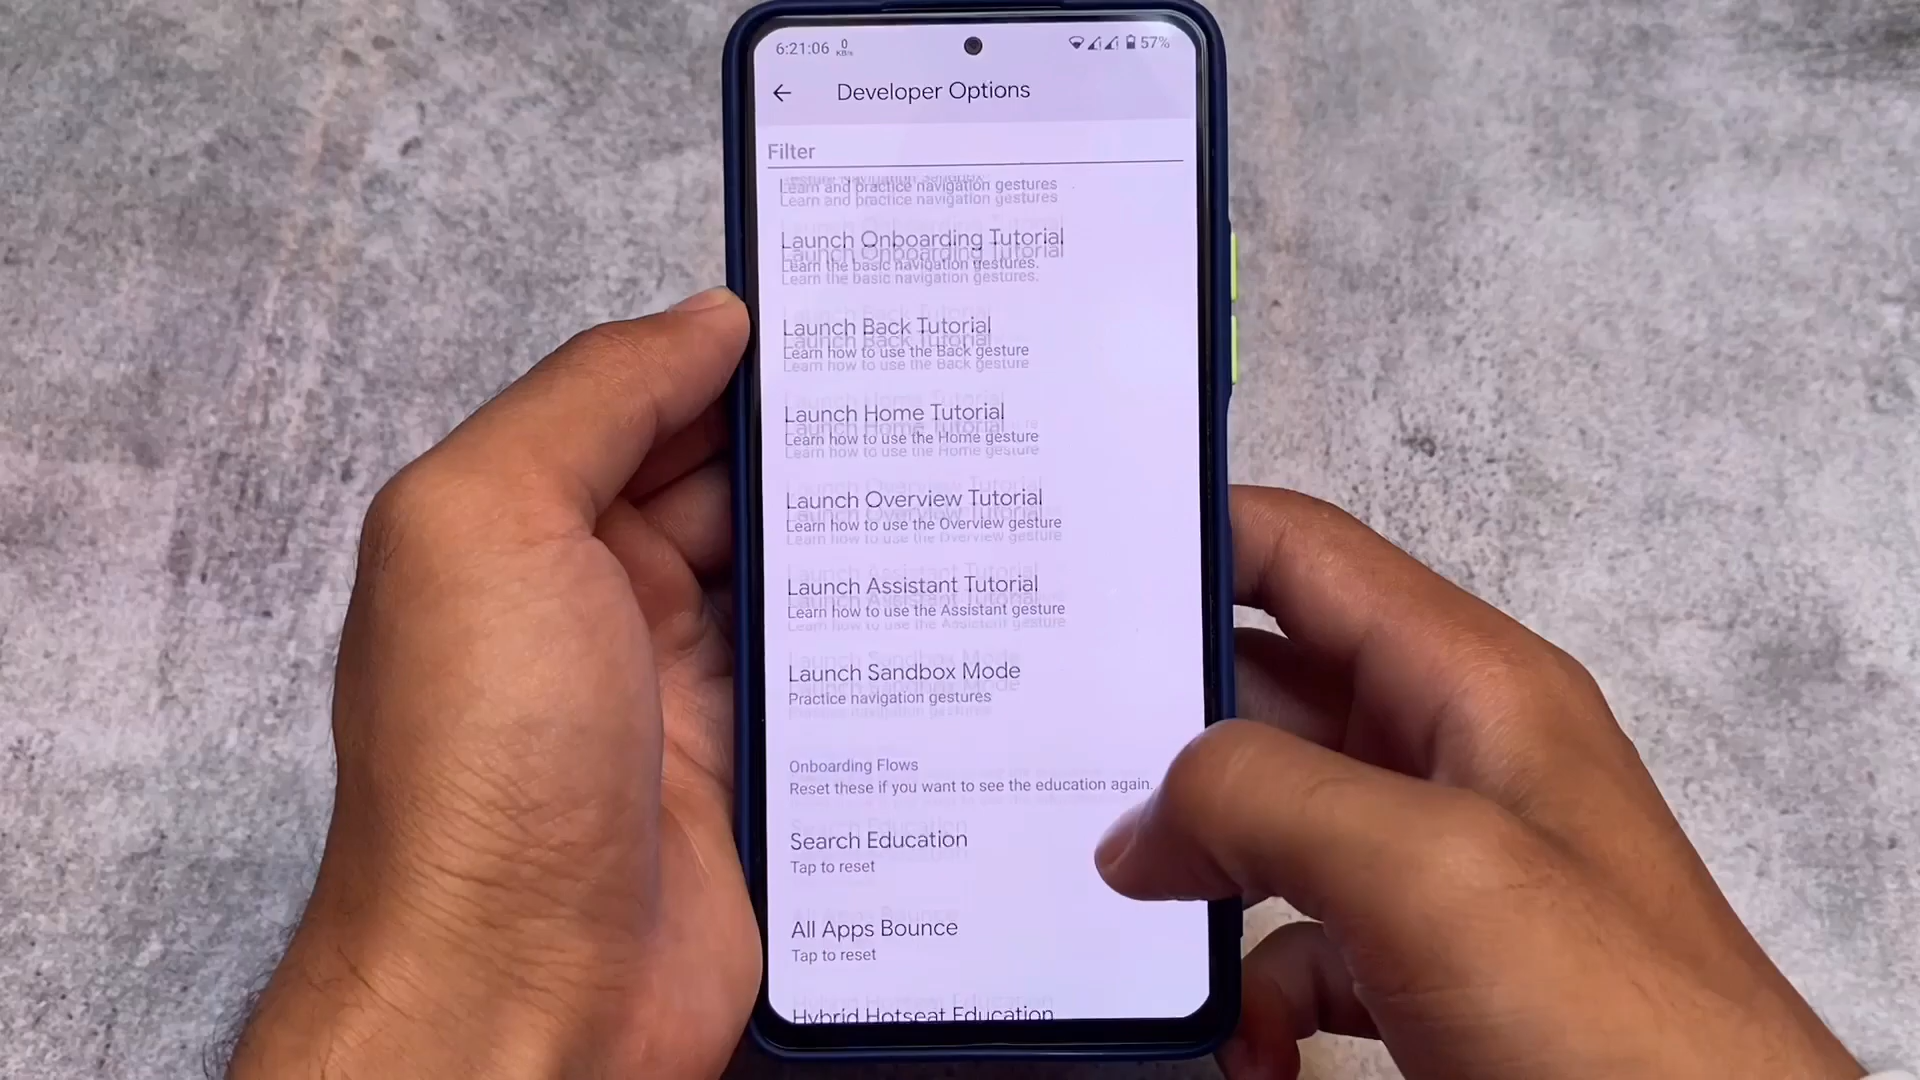 6:21:06 0 KB/s 57%
Developer Options
Filter
Learn and practice navigation gestures
Launch Onboarding Tutorial
Learn the basic navigation gestures.
Launch Back Tutorial
Learn how to use the Back gesture
Launch Home Tutorial
Learn how to use the Home gesture
Launch Overview Tutorial
Learn how to use the Overview gesture
Launch Assistant Tutorial
Learn how to use the Assistant gesture
Launch Sandbox Mode
Practice navigation gestures
Onboarding Flows
Reset these if you want to see the education again.
Search Education
Tap to reset
All Apps Bounce
Tap to reset
Hybrid Hotseat Education